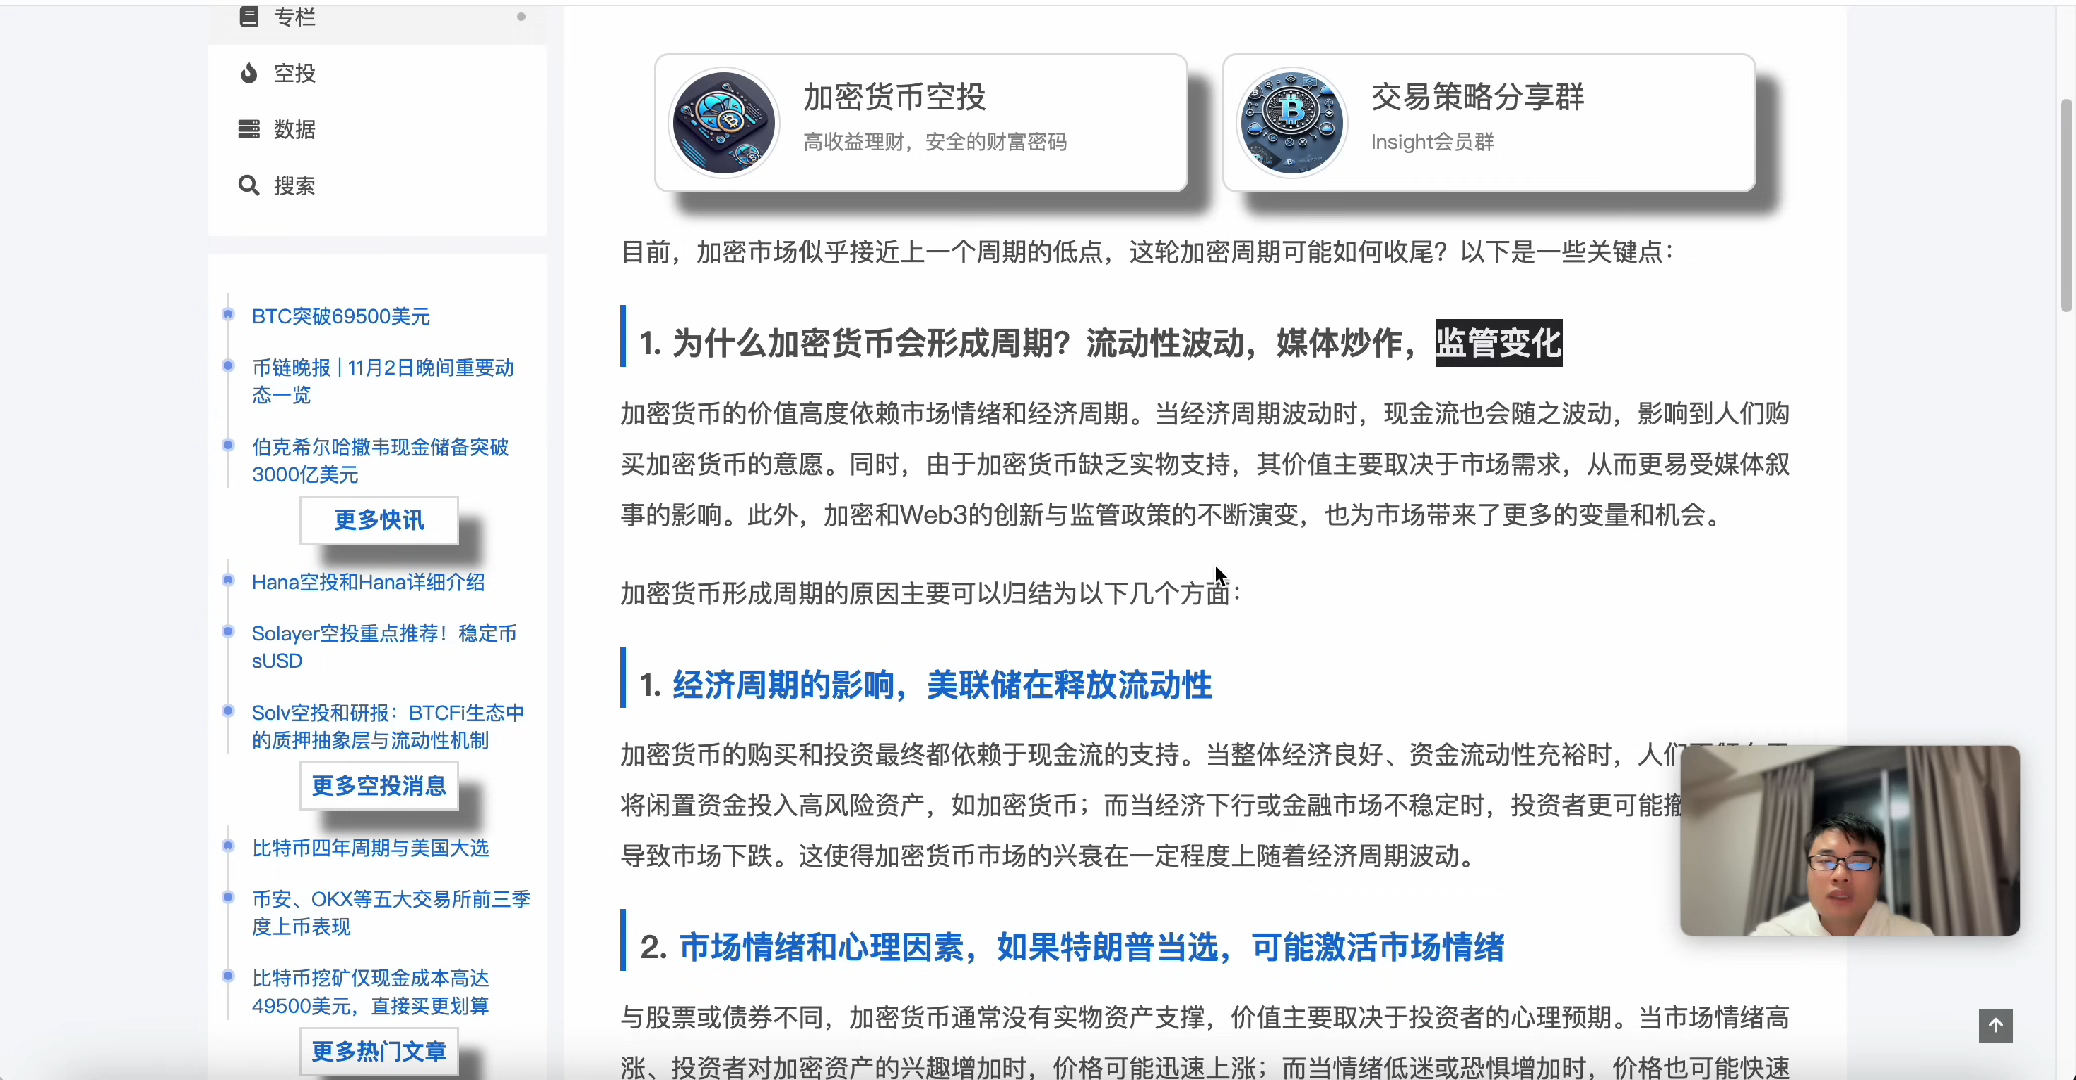 专栏
空投
数据
搜索
BTC突破69500美元
币链晚报 | 11月2日晚间重要动
态一览
伯克希尔哈撒韦现金储备突破
3000亿美元
更多快讯
Hana空投和Hana详细介绍
Solayer空投重点推荐！稳定币
sUSD
Solv空投和研报：BTCFi生态中
的质押抽象层与流动性机制
更多空投消息
比特币四年周期与美国大选
币安、OKX等五大交易所前三季
度上币表现
比特币挖矿仅现金成本高达
49500美元，直接买更划算
更多热门文章
加密货币空投
高收益理财，安全的财富密码
交易策略分享群
Insight会员群
目前，加密市场似乎接近上一个周期的低点，这轮加密周期可能如何收尾？以下是一些关键点：
1. 为什么加密货币会形成周期？流动性波动，媒体炒作，监管变化
加密货币的价值高度依赖市场情绪和经济周期。当经济周期波动时，现金流也会随之波动，影响到人们购
买加密货币的意愿。同时，由于加密货币缺乏实物支持，其价值主要取决于市场需求，从而更易受媒体叙
事的影响。此外，加密和Web3的创新与监管政策的不断演变，也为市场带来了更多的变量和机会。
加密货币形成周期的原因主要可以归结为以下几个方面：
1. 经济周期的影响，美联储在释放流动性
加密货币的购买和投资最终都依赖于现金流的支持。当整体经济良好、资金流动性充裕时，人们
将闲置资金投入高风险资产，如加密货币；而当经济下行或金融市场不稳定时，投资者更可能
导致市场下跌。这使得加密货币市场的兴衰在一定程度上随着经济周期波动。
2. 市场情绪和心理因素，如果特朗普当选，可能激活市场情绪
与股票或债券不同，加密货币通常没有实物资产支撑，价值主要取决于投资者的心理预期。当市场情绪高
涨、投资者对加密资产的兴趣增加时，价格可能迅速上涨；而当情绪低迷或恐惧增加时，价格也可能快速